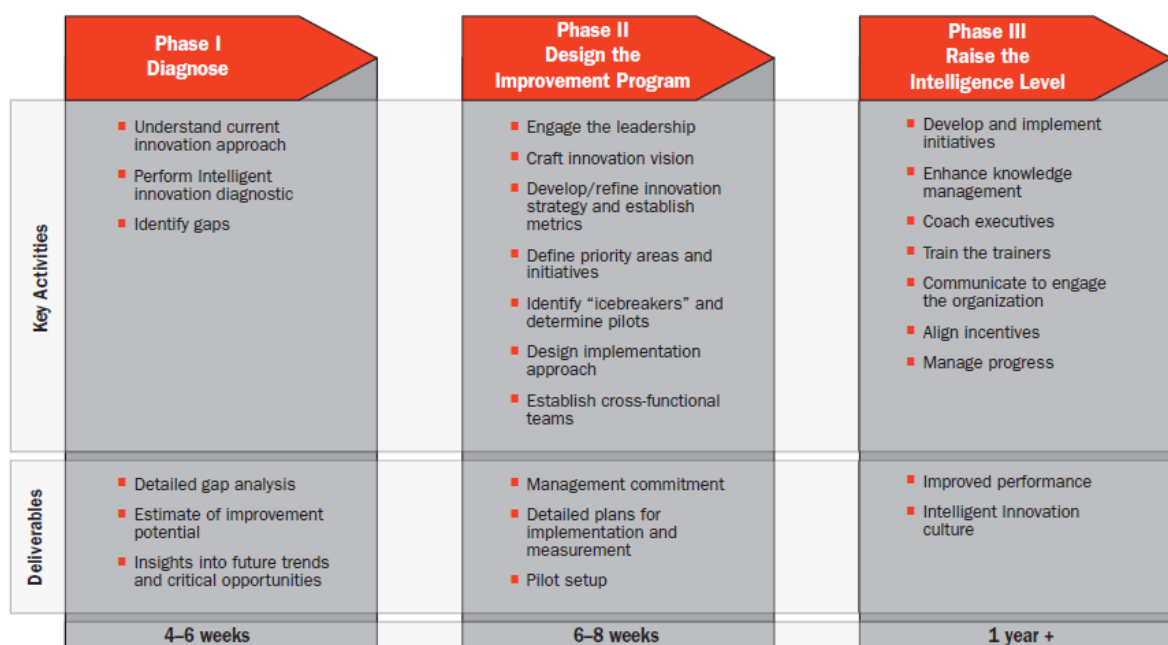 Phase I
Diagnose
Phase II
Design the
Improvement Program
Phase III
Raise the
Intelligence Level
Key Activities
Understand current
innovation approach
Perform Intelligent
innovation diagnostic
Identify gaps
Engage the leadership
Craft innovation vision
Develop/refine innovation
strategy and establish
metrics
Define priority areas and
initiatives
Identify “icebreakers” and
determine pilots
Design implementation
approach
Establish cross-functional
teams
Develop and implement
initiatives
Enhance knowledge
management
Coach executives
Train the trainers
Communicate to engage
the organization
Align incentives
Manage progress
Deliverables
Detailed gap analysis
Estimate of improvement
potential
Insights into future trends
and critical opportunities
Management commitment
Detailed plans for
implementation and
measurement
Pilot setup
Improved performance
Intelligent Innovation
culture
4–6 weeks
6–8 weeks
1 year +